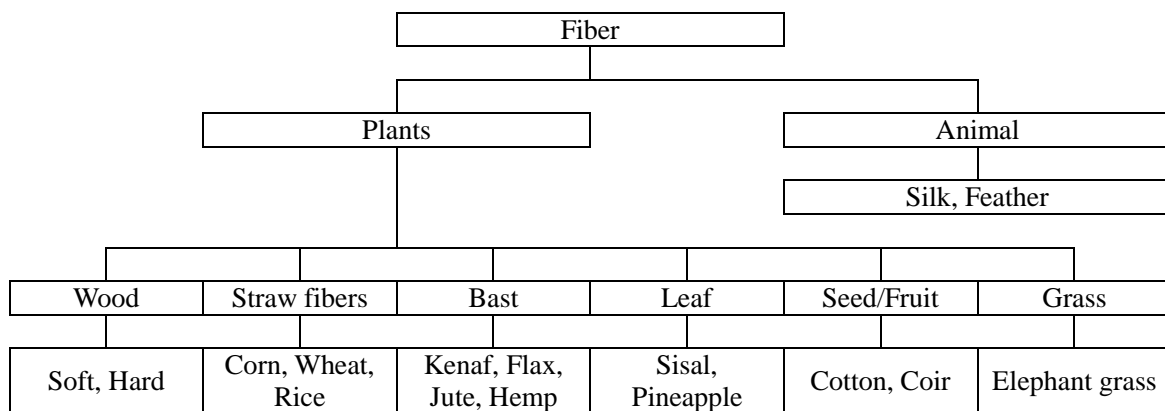 Fiber
Plants
Animal
Silk, Feather
Wood
Straw fibers
Bast
Leaf
Seed/Fruit
Grass
Soft, Hard
Corn, Wheat,
Rice
Kenaf, Flax,
Jute, Hemp
Sisal,
Pineapple
Cotton, Coir
Elephant grass